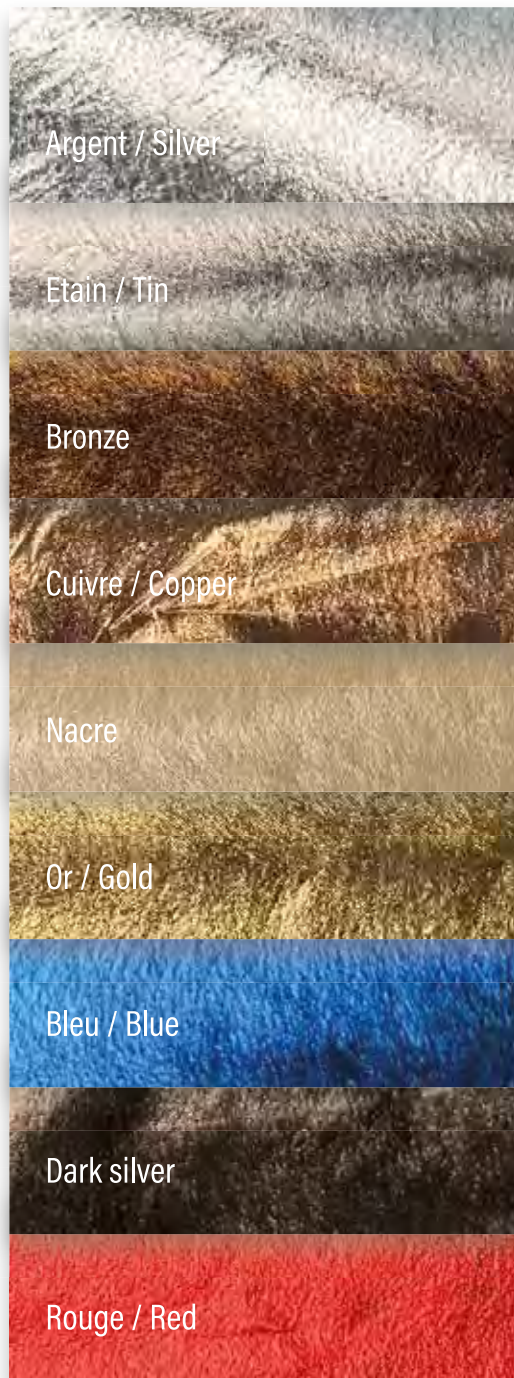 Argent / Silver
Etain / Tin
Bronze
Cuivre / Copper
Nacre
Or / Gold
Bleu / Blue
Dark silver
Rouge / Red